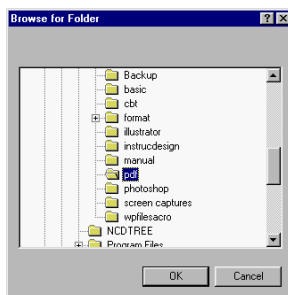 Browse for Folder
Backup
basic
cbt
format
illustrator
instrucdesign
manual
pdf
photoshop
screen captures
wpfilesacro
NCDTREE
Program Files
OK Cancel